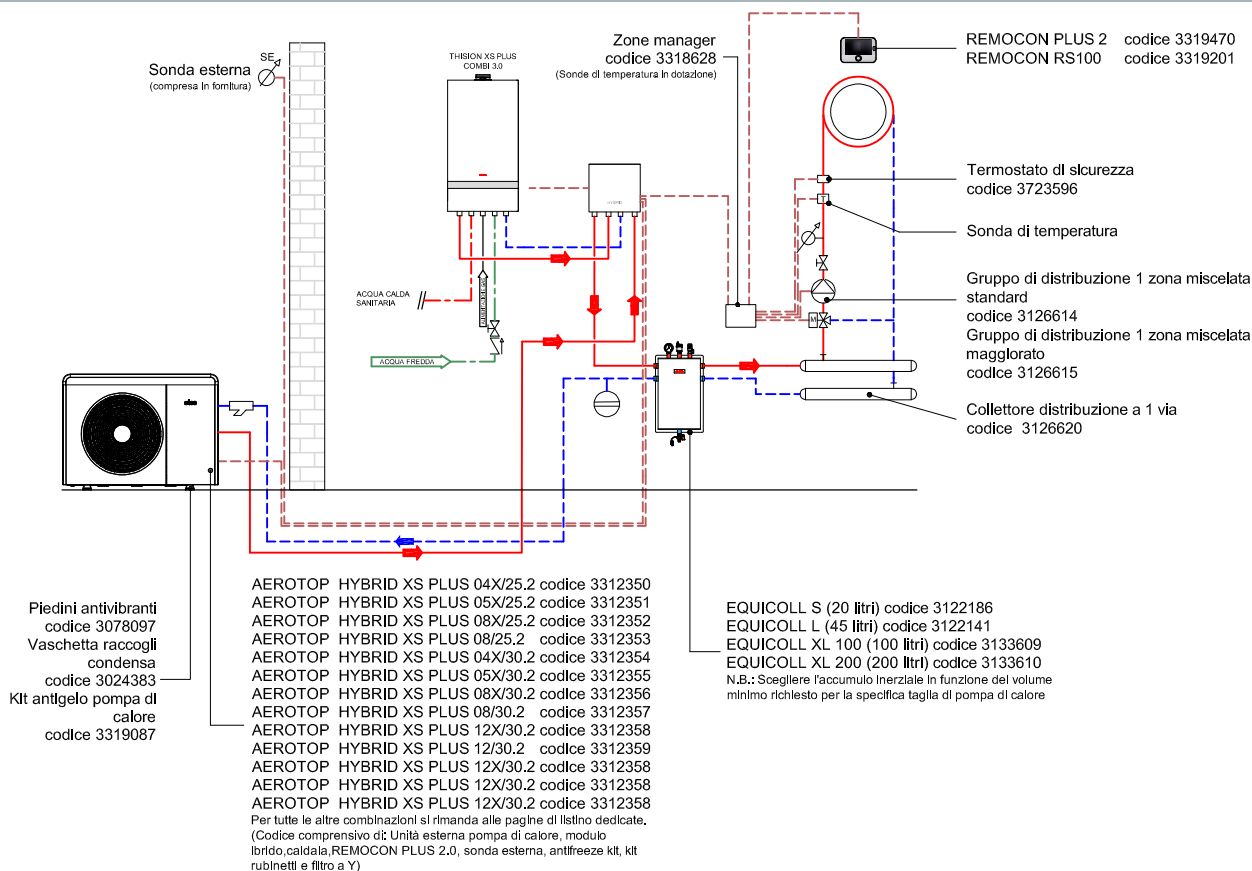 SE
Sonda esterna
(compresa in fornitura)
THISION XS PLUS
COMBI 3.0
Zone manager
codice 3318628
(Sonde di temperatura in dotazione)
REMOCON PLUS 2 codice 3319470
REMOCON RS100 codice 3319201
HYBRID
Termostato di sicurezza
codice 3723596
T
Sonda di temperatura
Gruppo di distribuzione 1 zona miscelata
standard
codice 3126614
Gruppo di distribuzione 1 zona miscelata
maggiorato
codice 3126615
M
Collettore distribuzione a 1 via
codice 3126620
ACQUA CALDA
SANITARIA
ACQUA FREDDA
Piedini antivibranti
codice 3078097
Vaschetta raccogli
condensa
codice 3024383
Kit antigelo pompa di
calore
codice 3319087
AEROTOP HYBRID XS PLUS 04X/25.2 codice 3312350
AEROTOP HYBRID XS PLUS 05X/25.2 codice 3312351
AEROTOP HYBRID XS PLUS 08X/25.2 codice 3312352
AEROTOP HYBRID XS PLUS 08/25.2 codice 3312353
AEROTOP HYBRID XS PLUS 04X/30.2 codice 3312354
AEROTOP HYBRID XS PLUS 05X/30.2 codice 3312355
AEROTOP HYBRID XS PLUS 08X/30.2 codice 3312356
AEROTOP HYBRID XS PLUS 08/30.2 codice 3312357
AEROTOP HYBRID XS PLUS 12X/30.2 codice 3312358
AEROTOP HYBRID XS PLUS 12/30.2 codice 3312359
AEROTOP HYBRID XS PLUS 12X/30.2 codice 3312358
AEROTOP HYBRID XS PLUS 12X/30.2 codice 3312358
AEROTOP HYBRID XS PLUS 12X/30.2 codice 3312358
Per tutte le altre combinazioni si rimanda alle pagine di listino dedicate.
(Codice comprensivo di: Unità esterna pompa di calore, modulo
ibrido,caldaia,REMOCON PLUS 2.0, sonda esterna, antifreeze kit, kit
rubinetti e filtro a Y)
EQUICOLL S (20 litri) codice 3122186
EQUICOLL L (45 litri) codice 3122141
EQUICOLL XL 100 (100 litri) codice 3133609
EQUICOLL XL 200 (200 litri) codice 3133610
N.B.: Scegliere l'accumulo inerziale in funzione del volume
minimo richiesto per la specifica taglia di pompa di calore